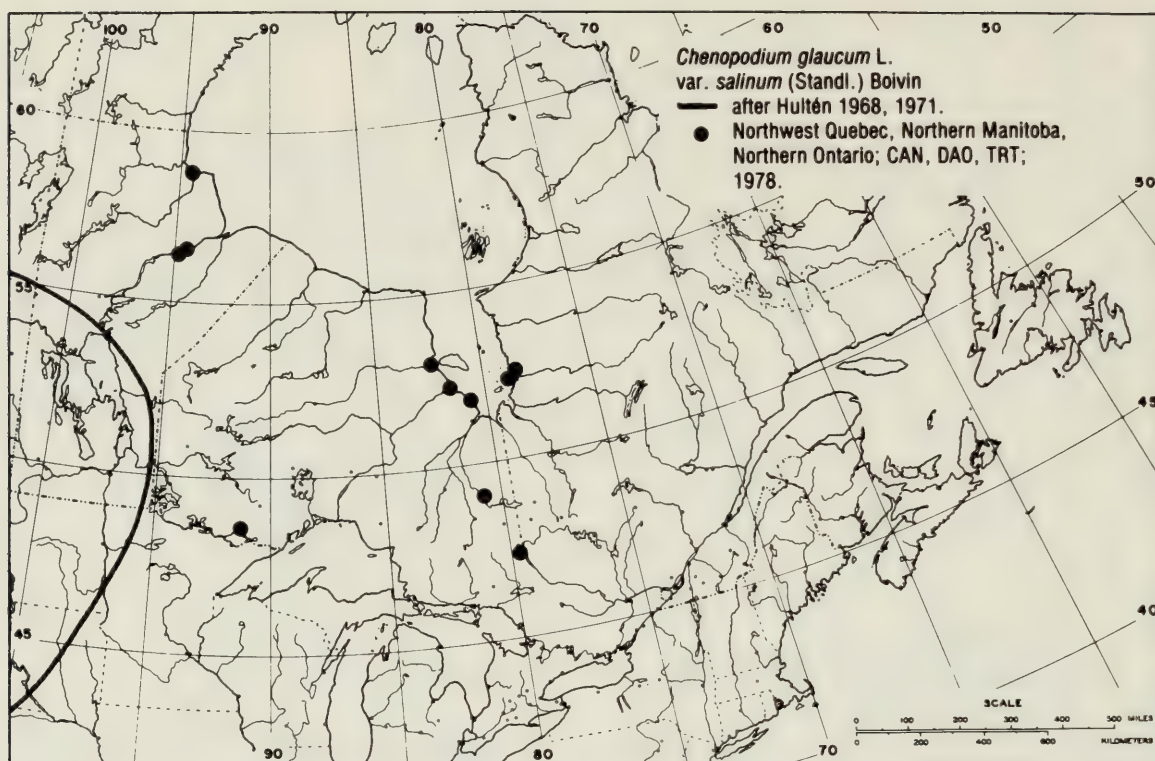 100 90 80 70 60 50
Chenopodium glaucum L.
var. salinum (Standl.) Boivin
after Hultén 1968, 1971.
Northwest Quebec, Northern Manitoba,
Northern Ontario; CAN, DAO, TRT;
1978.
60
50
55
45
45
40
SCALE
0 100 200 300 400 500 MILES
0 200 400 600 KILOMETERS
90 80 70